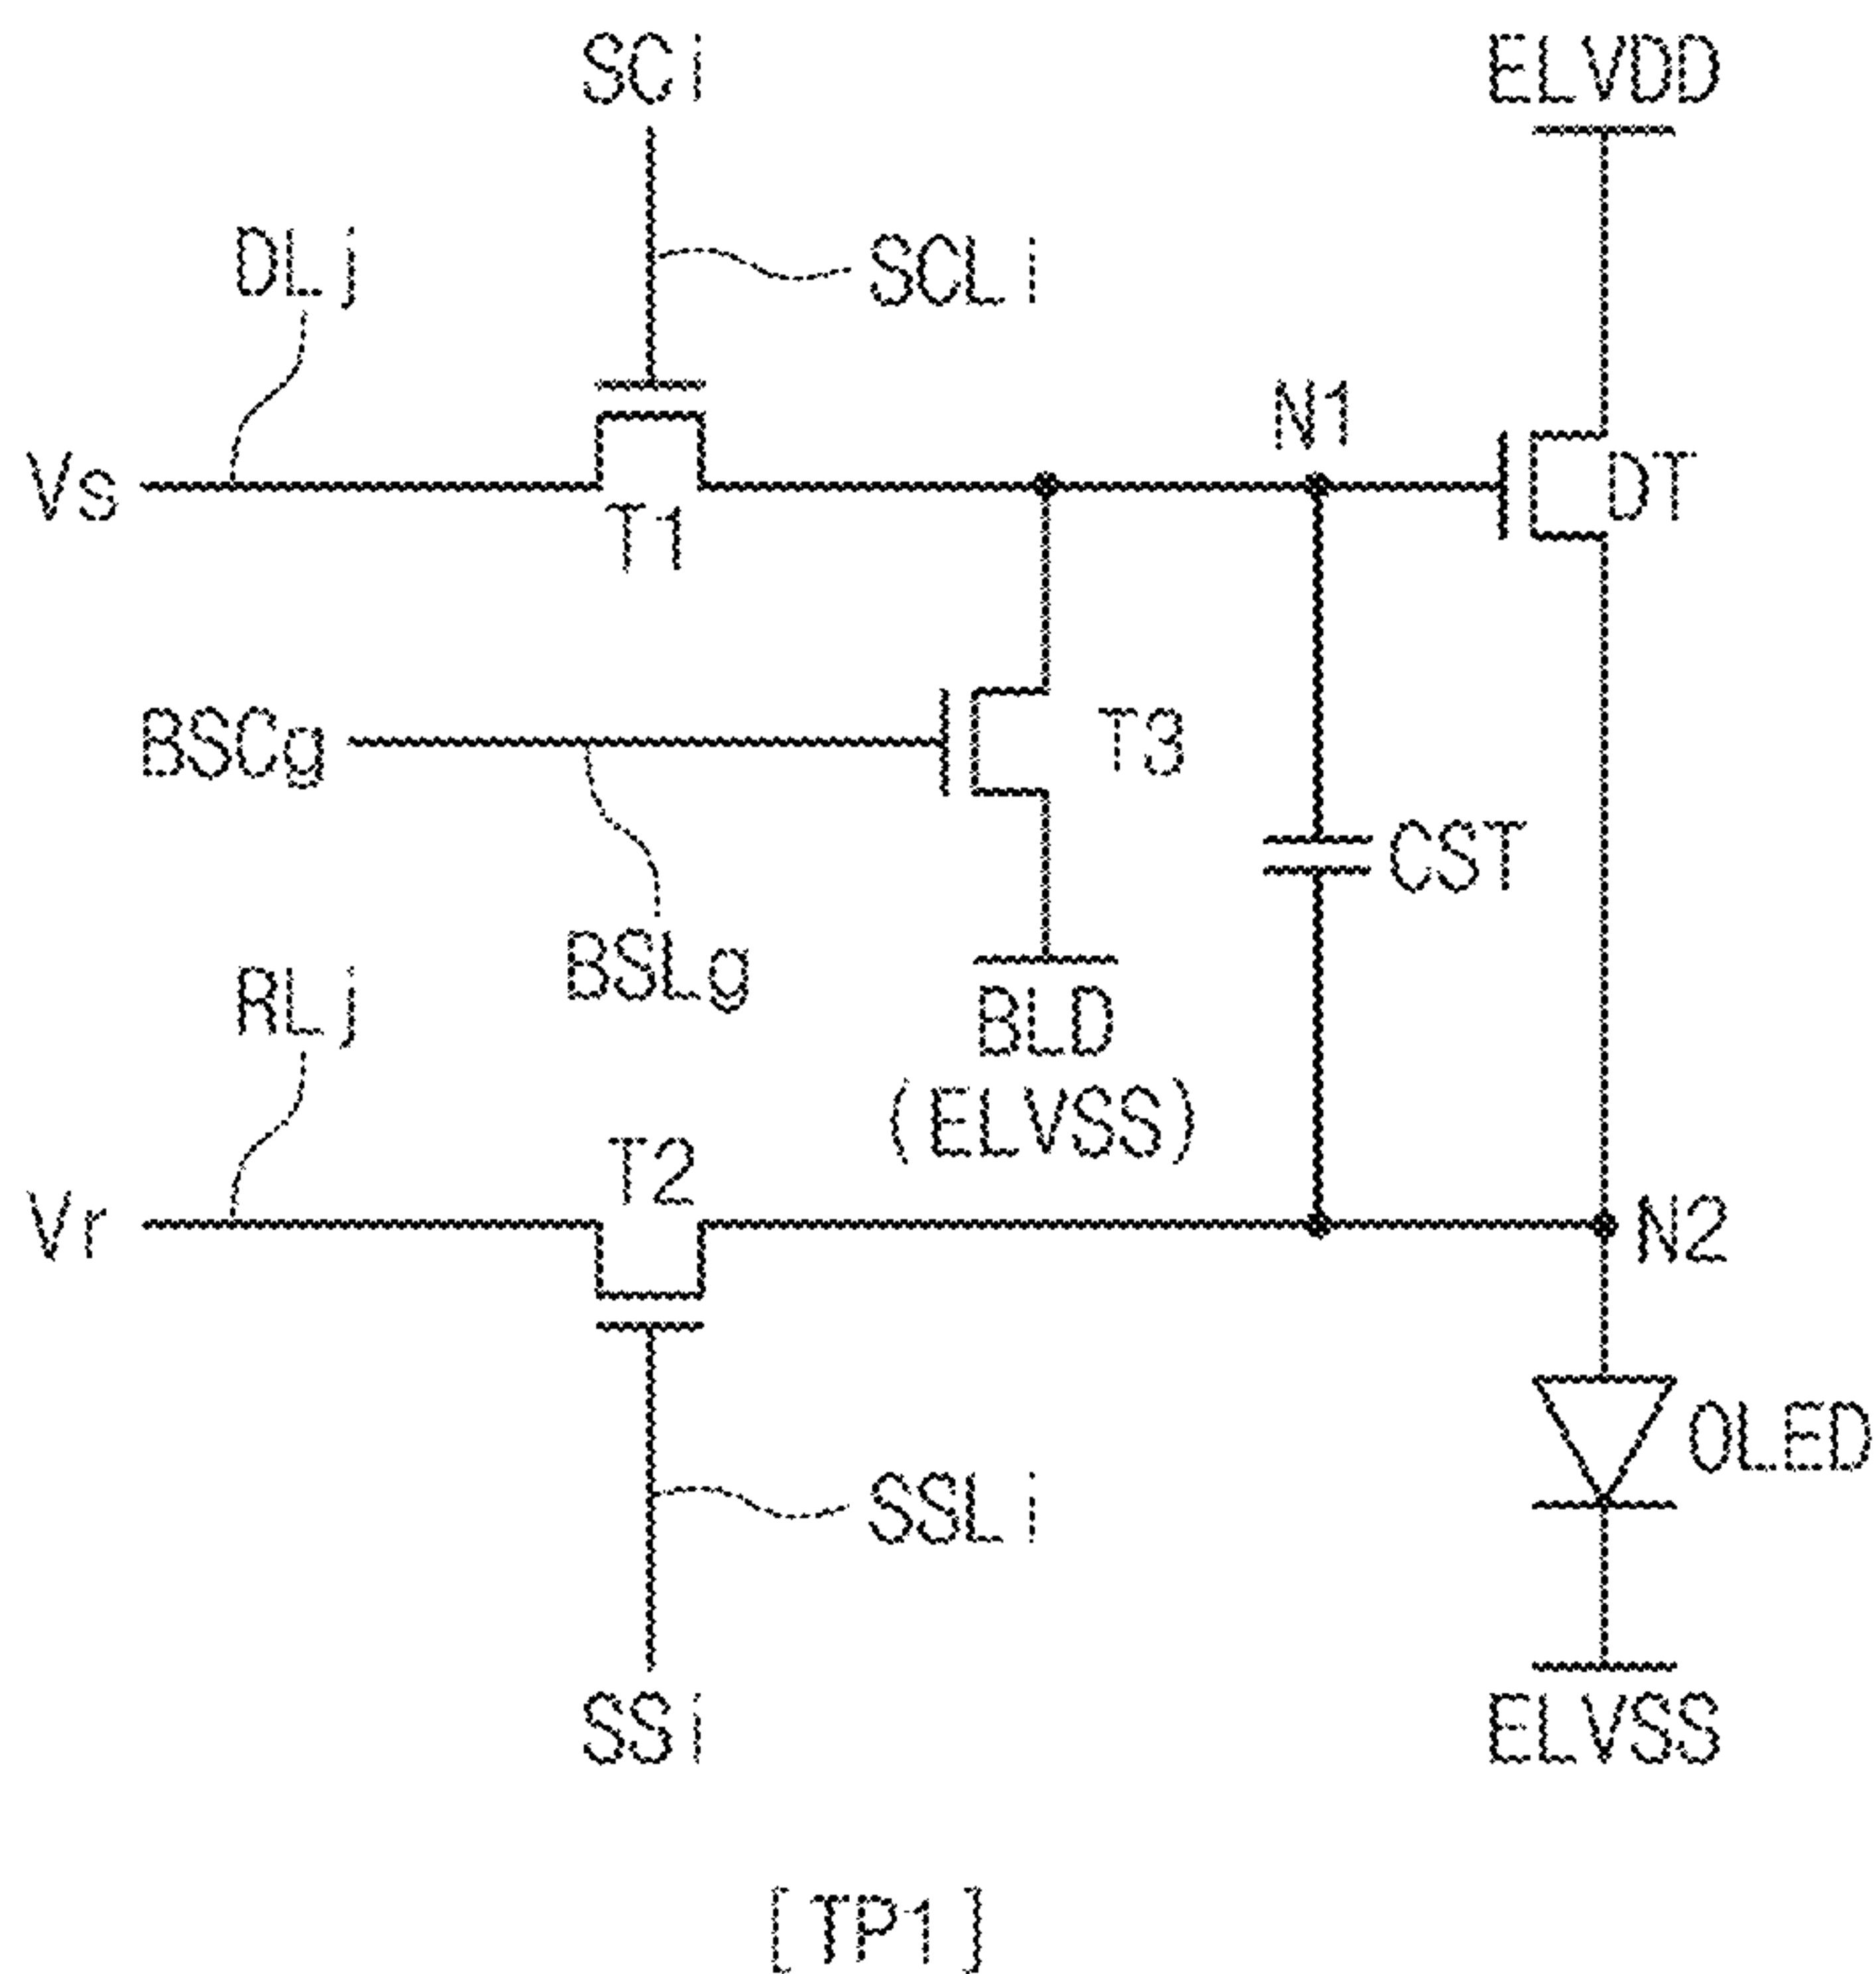 SCi
ELVDD
DLj
SCLi
N1
Vs
DT
T1
BSCg
T3
CST
BSLg
RLj
BLD
(ELVSS)
T2
Vr
N2
OLED
SSLi
SSi
ELVSS
[TP1]